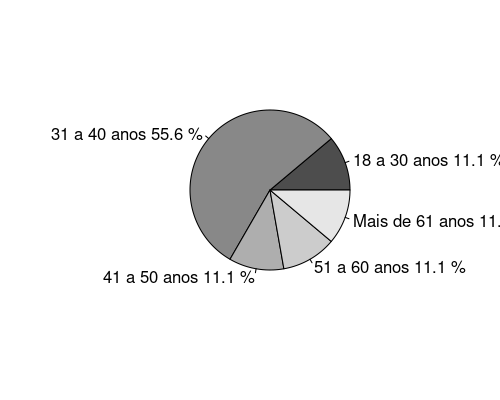 31 a 40 anos 55.6 %
18 a 30 anos 11.1 %
Mais de 61 anos 11.
51 a 60 anos 11.1 %
41 a 50 anos 11.1 %